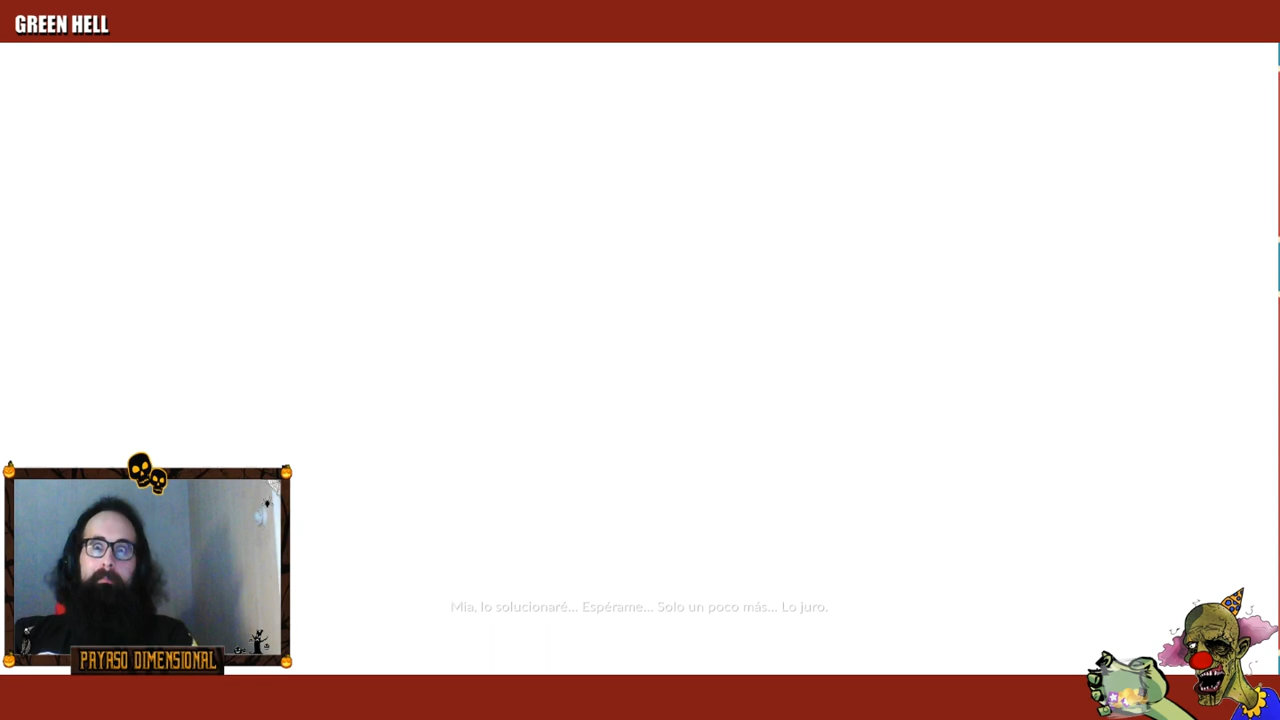 GREEN HELL
Mia, lo solucionaré... Espérame... Solo un poco más... Lo juro.
PAYASO DIMENSIONAL